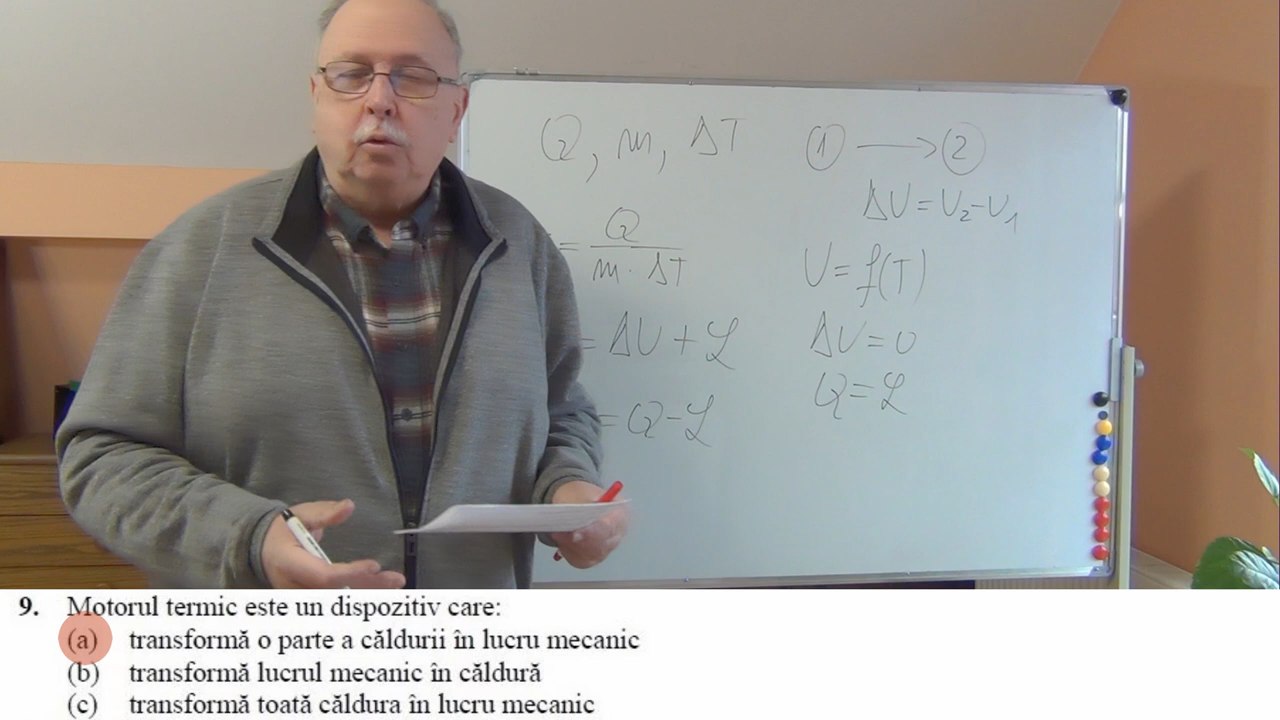 Q, m, ΔT
= Q / m · ΔT
= ΔU + ℒ
= Q - ℒ
① → ②
ΔU = U₂ - U₁
U = f(T)
ΔU = 0
Q = ℒ
9. Motorul termic este un dispozitiv care:
(a) transformă o parte a căldurii în lucru mecanic
(b) transformă lucrul mecanic în căldură
(c) transformă toată căldura în lucru mecanic